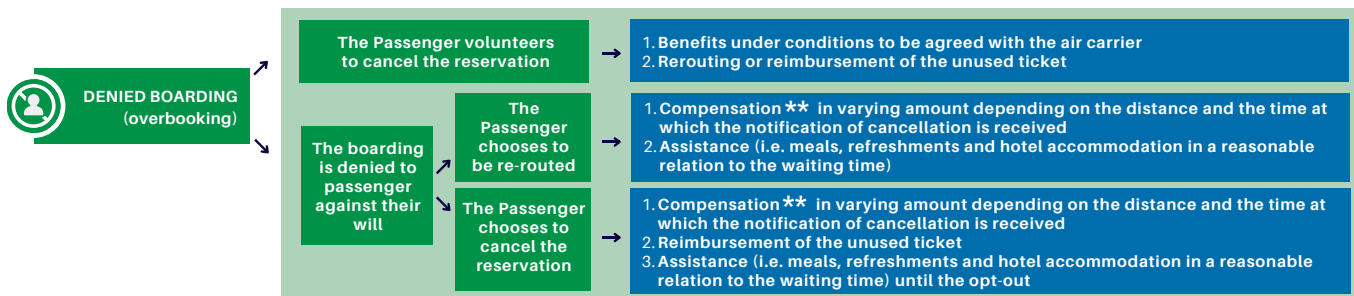 DENIED BOARDING
(overbooking)
The Passenger volunteers
to cancel the reservation
1. Benefits under conditions to be agreed with the air carrier
2. Rerouting or reimbursement of the unused ticket
The boarding
is denied to
passenger
against their
will
The
Passenger
chooses to
be re-routed
1. Compensation ** in varying amount depending on the distance and the time at
which the notification of cancellation is received
2. Assistance (i.e. meals, refreshments and hotel accommodation in a reasonable
relation to the waiting time)
The Passenger
chooses to
cancel the
reservation
1. Compensation ** in varying amount depending on the distance and the time at
which the notification of cancellation is received
2. Reimbursement of the unused ticket
3. Assistance (i.e. meals, refreshments and hotel accommodation in a reasonable
relation to the waiting time) until the opt-out